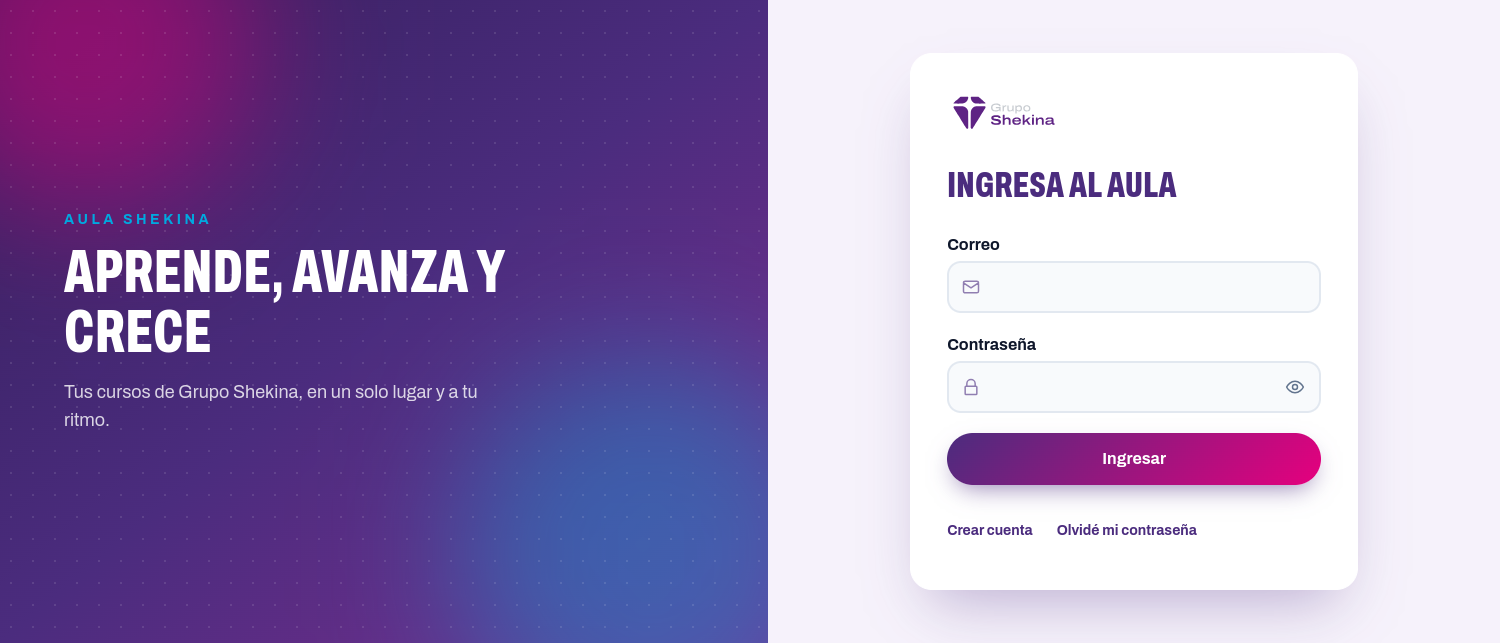 AULA SHEKINA
APRENDE, AVANZA Y
CRECE
Tus cursos de Grupo Shekina, en un solo lugar y a tu
ritmo.
Grupo
Shekina
INGRESA AL AULA
Correo
Contraseña
Ingresar
Crear cuenta Olvidé mi contraseña